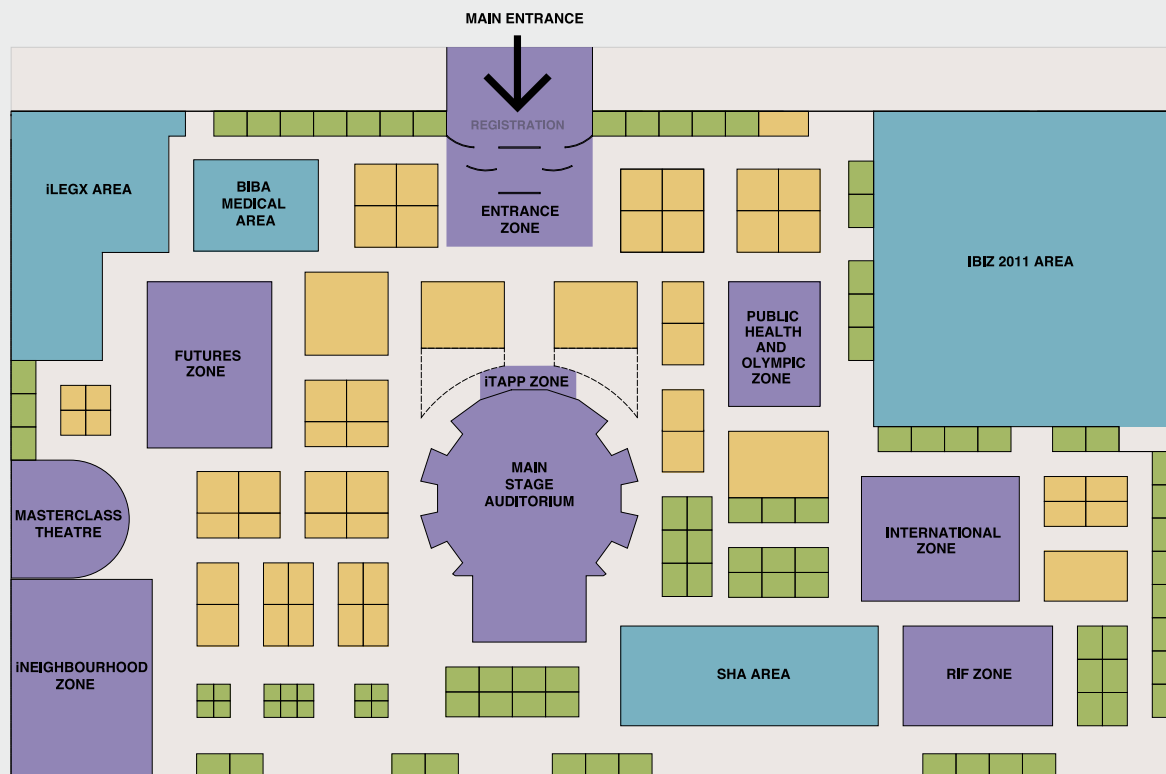 MAIN ENTRANCE
REGISTRATION
iLEGX AREA
BIBA
MEDICAL
AREA
ENTRANCE
ZONE
IBIZ 2011 AREA
FUTURES
ZONE
PUBLIC
HEALTH
AND
OLYMPIC
ZONE
iTAPP ZONE
MAIN
STAGE
AUDITORIUM
MASTERCLASS
THEATRE
INTERNATIONAL
ZONE
iNEIGHBOURHOOD
ZONE
SHA AREA
RIF ZONE